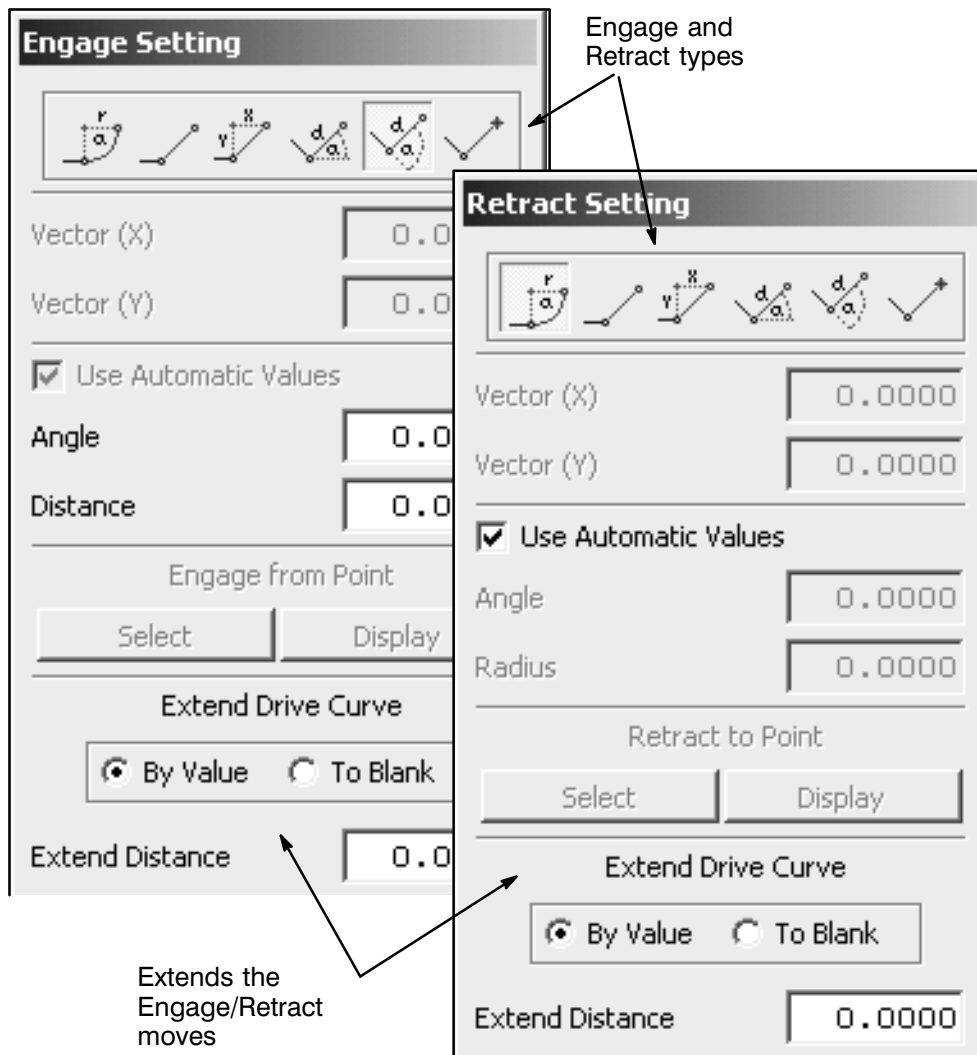 Engage Setting
Engage and
Retract types
r
a
X
Y
d
a
d
a
Vector (X)
0.0
Vector (Y)
0.0
Use Automatic Values
Angle
0.0
Distance
0.0
Engage from Point
Select
Display
Extend Drive Curve
By Value
To Blank
Extend Distance
0.0
Retract Setting
r
a
X
Y
d
a
d
a
Vector (X)
0.0000
Vector (Y)
0.0000
Use Automatic Values
Angle
0.0000
Radius
0.0000
Retract to Point
Select
Display
Extend Drive Curve
By Value
To Blank
Extend Distance
0.0000
Extends the
Engage/Retract
moves